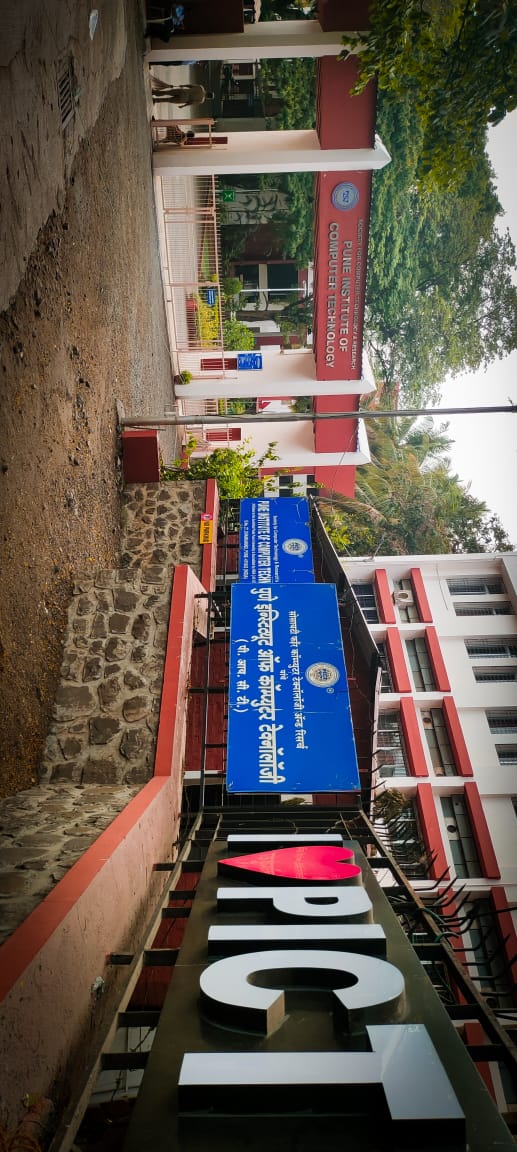 SOCIETY FOR COMPUTER TECHNOLOGY & RESEARCH
PUNE INSTITUTE OF
COMPUTER TECHNOLOGY
Society for Computer Technology & Research
PUNE INSTITUTE OF COMPUTER TECHN
सोसायटी फॉर कॉम्प्युटर टेक्नॉलॉजी अ‍ॅन्ड रिसर्च
यांचे
पुणे इन्स्टिट्यूट ऑफ कॉम्प्युटर टेक्नॉलॉजी
(पी. आय. सी. टी.)
I PICT